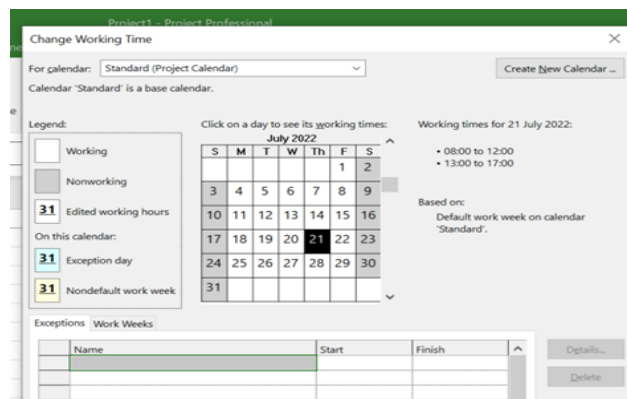 Project1 - Project Professional
Change Working Time
For calendar: Standard (Project Calendar)
Create New Calendar ...
Calendar 'Standard' is a base calendar.
Legend:
Working
Nonworking
31 Edited working hours
On this calendar:
31 Exception day
31 Nondefault work week
Click on a day to see its working times:
July 2022
S M T W Th F S
1 2
3 4 5 6 7 8 9
10 11 12 13 14 15 16
17 18 19 20 21 22 23
24 25 26 27 28 29 30
31
Working times for 21 July 2022:
• 08:00 to 12:00
• 13:00 to 17:00
Based on:
Default work week on calendar
'Standard'.
Exceptions Work Weeks
Name Start Finish
Details...
Delete